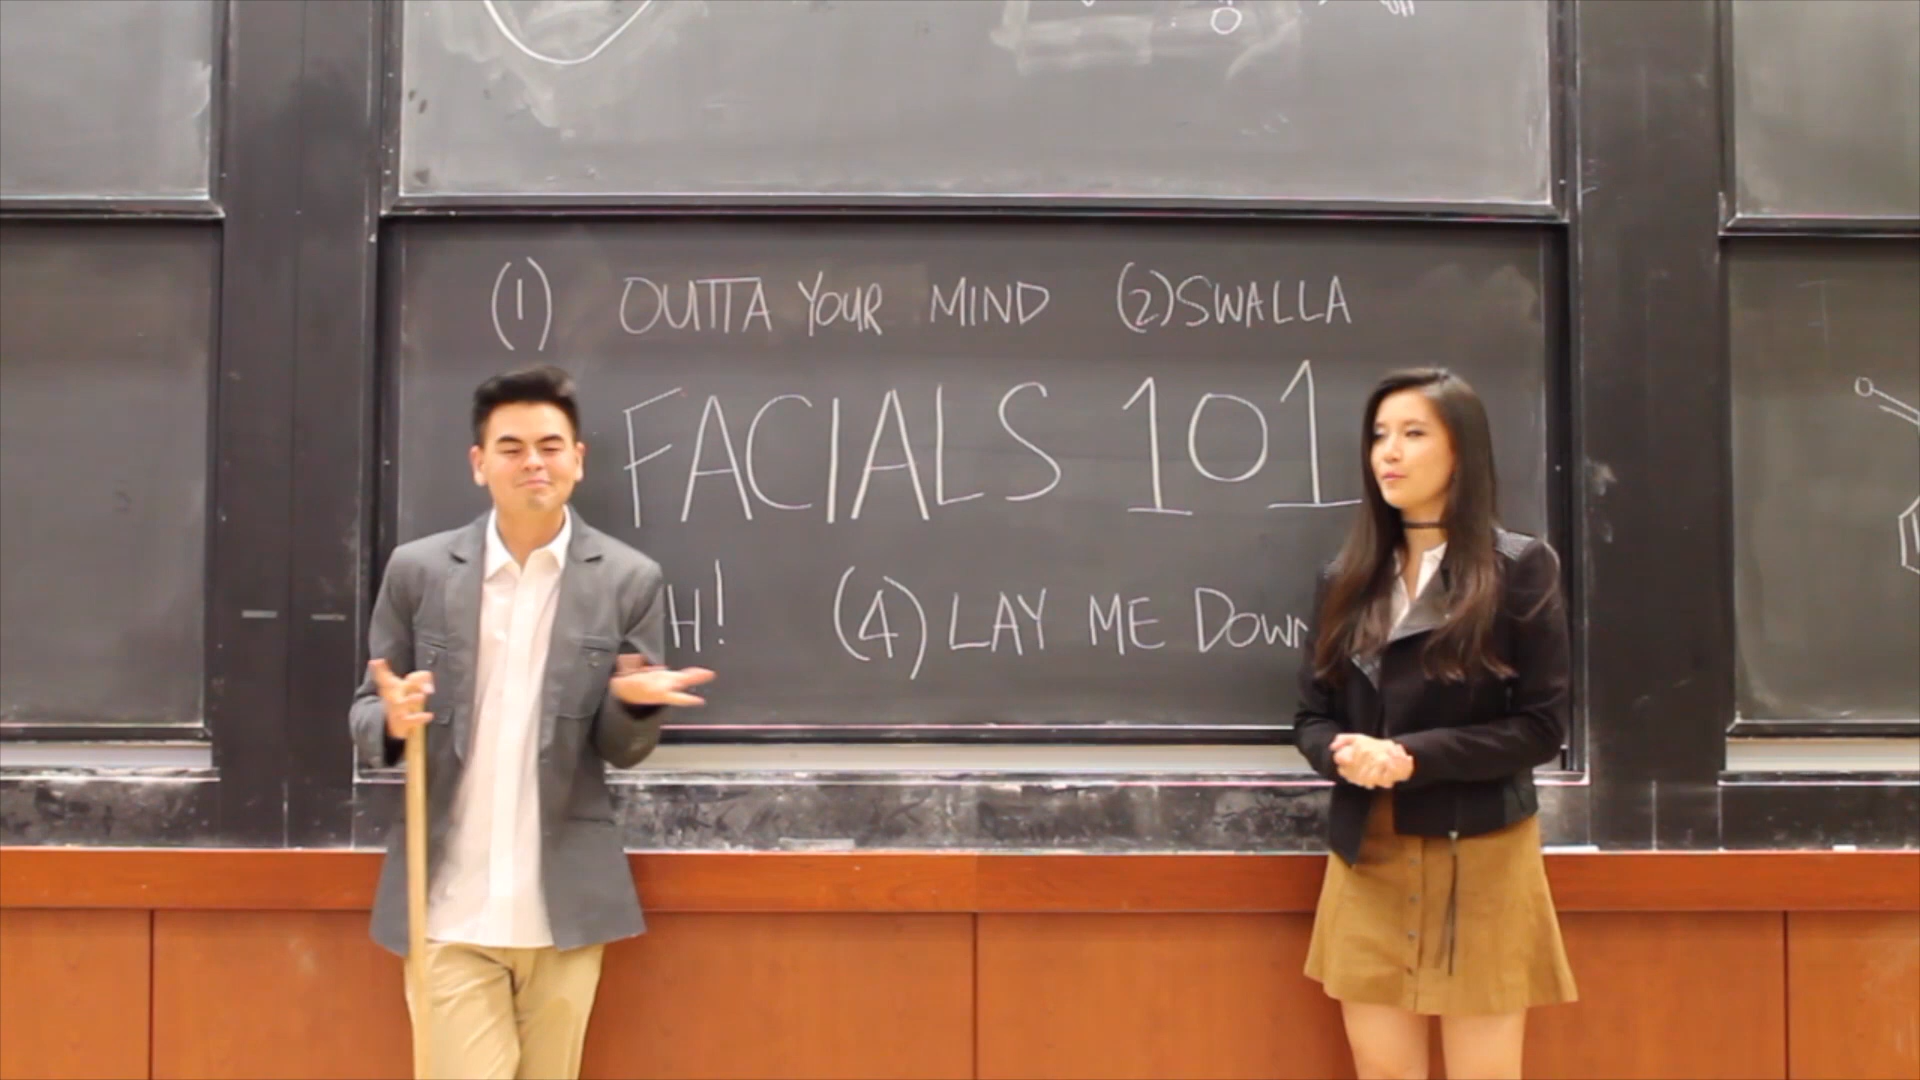 (1) OUTTA YOUR MIND (2) SWALLA
FACIALS 101
H! (4) LAY ME DOWN